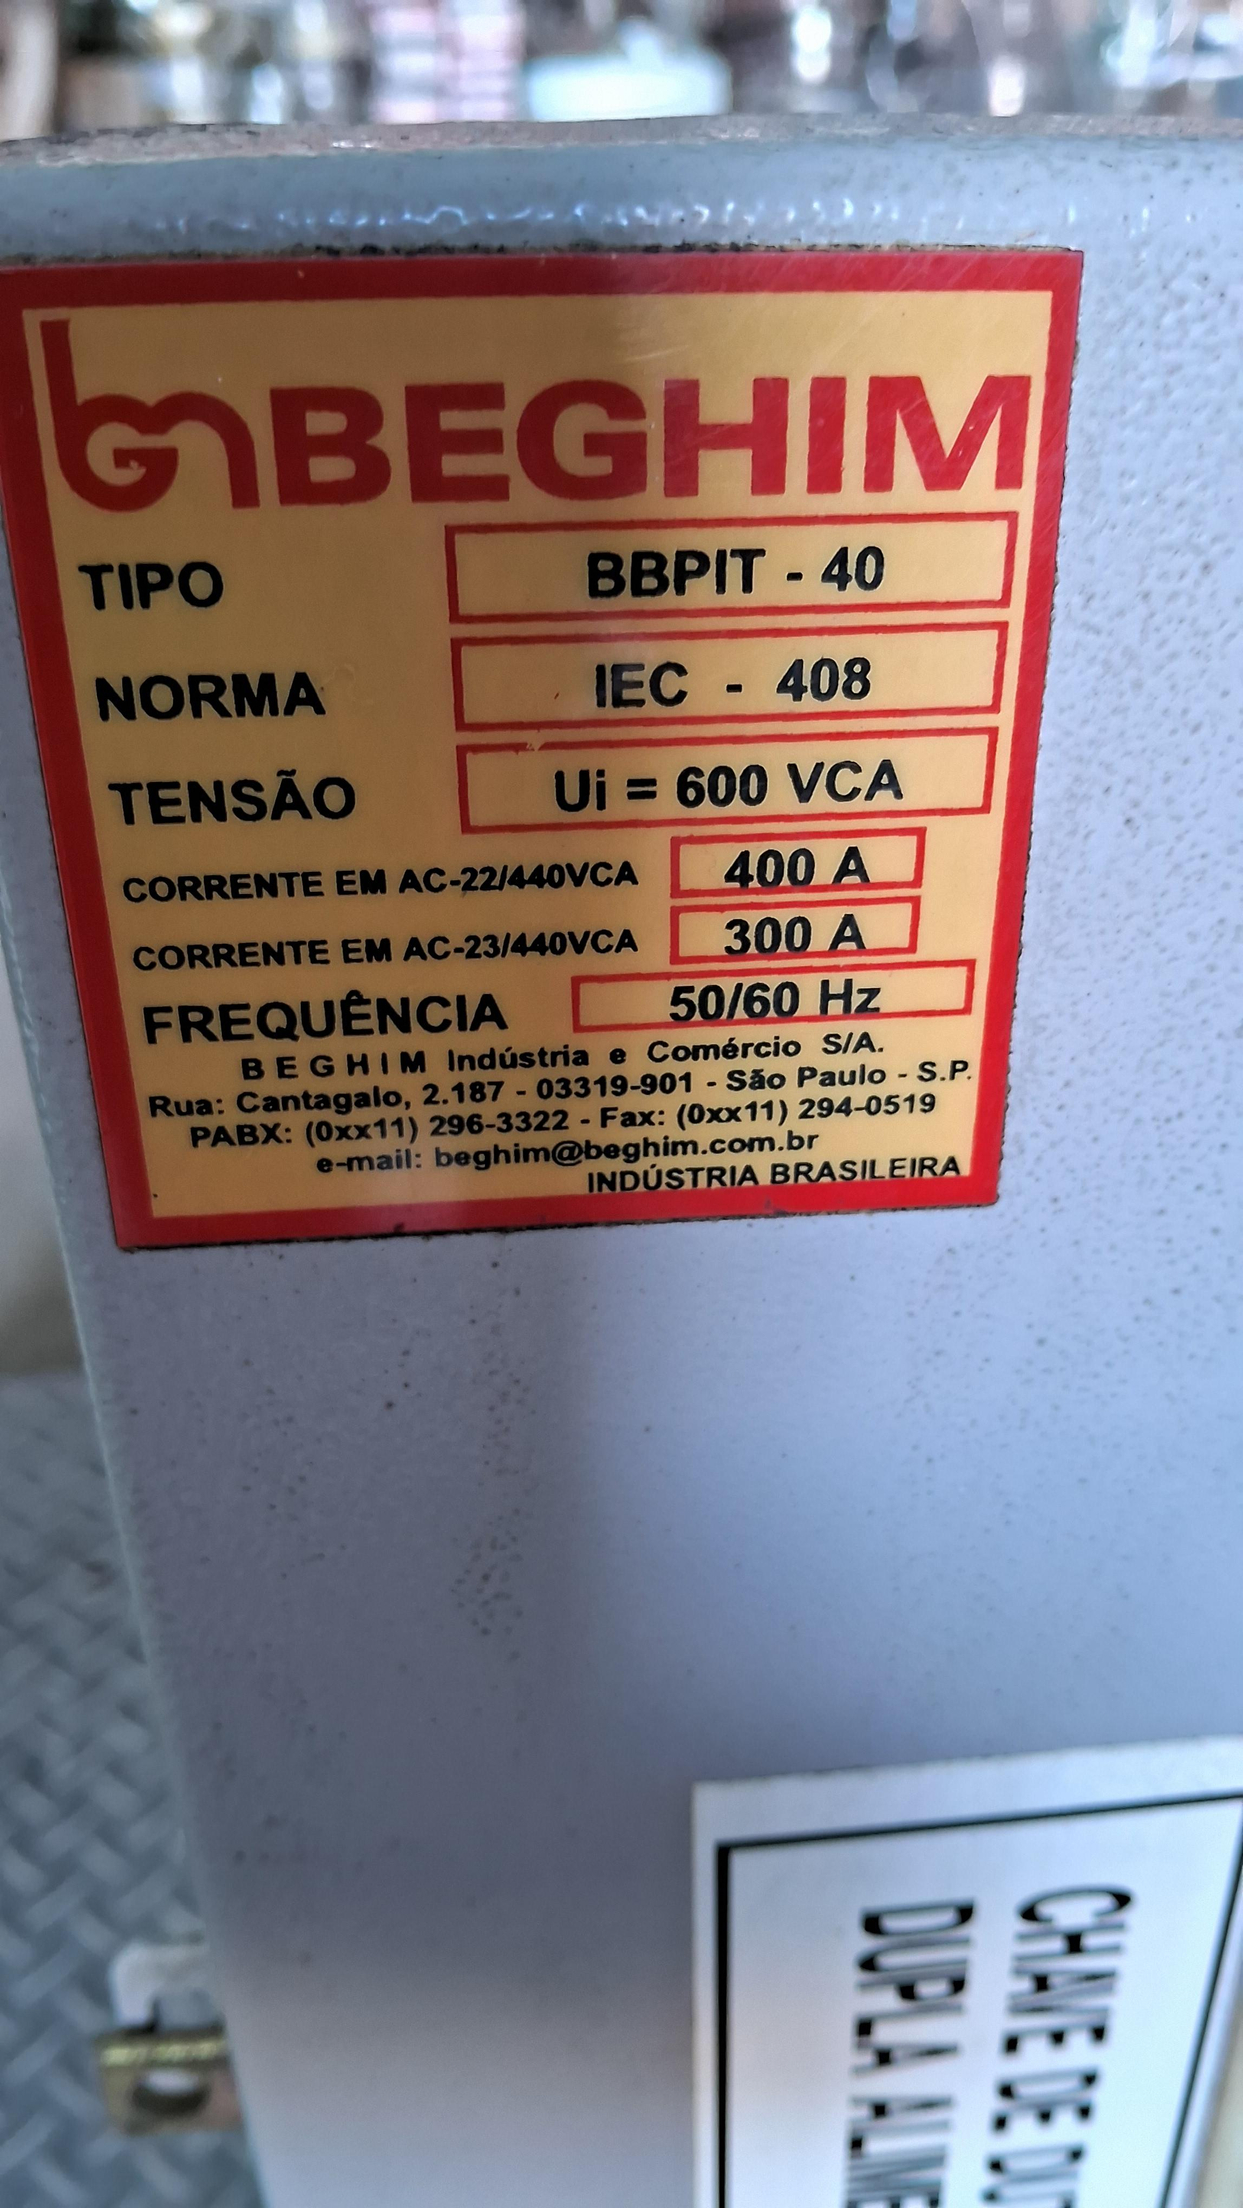 BEGHIM
TIPO BBPIT - 40
NORMA IEC - 408
TENSÃO Ui = 600 VCA
CORRENTE EM AC-22/440VCA 400 A
CORRENTE EM AC-23/440VCA 300 A
FREQUÊNCIA 50/60 Hz
BEGHIM Indústria e Comércio S/A.
Rua: Cantagalo, 2.187 - 03319-901 - São Paulo - S.P.
PABX: (0xx11) 296-3322 - Fax: (0xx11) 294-0519
e-mail: beghim@beghim.com.br
INDÚSTRIA BRASILEIRA
CHAVE DE
DUPLA